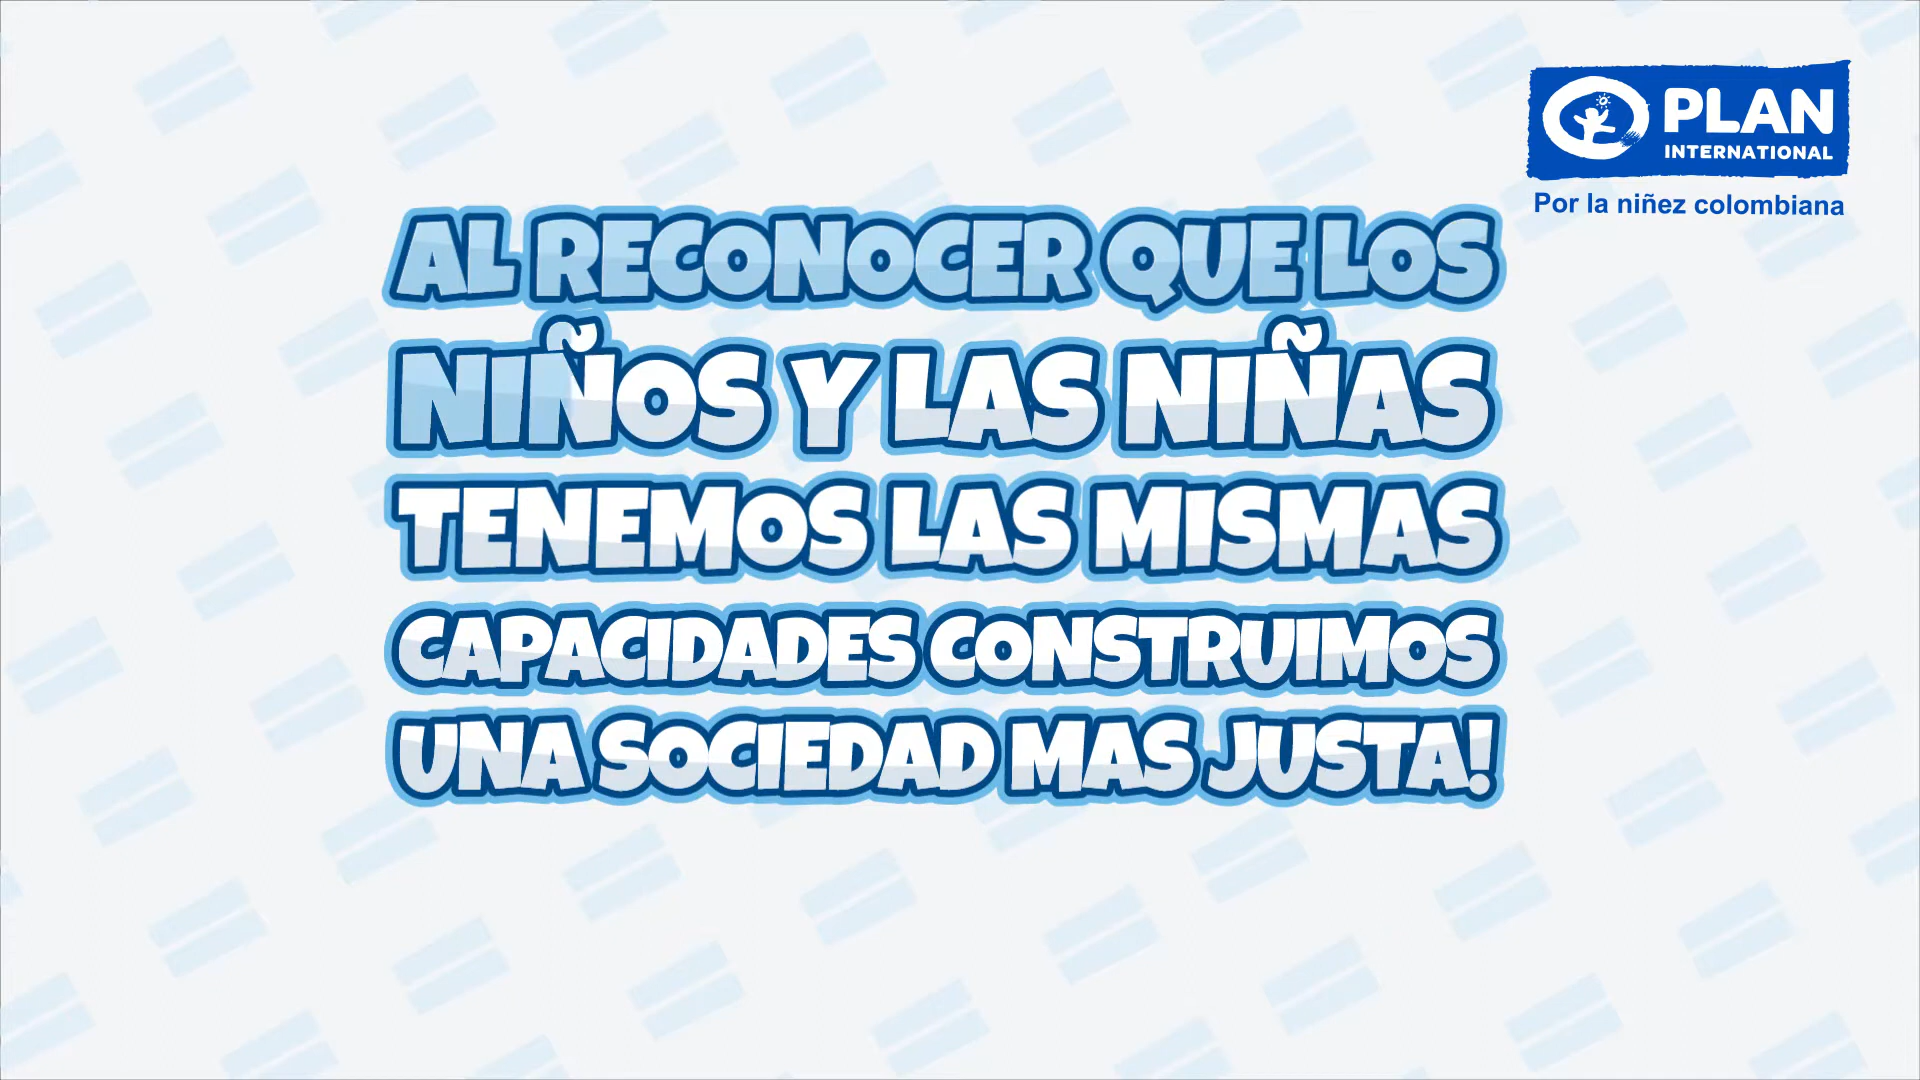 PLAN
INTERNATIONAL
Por la niñez colombiana
AL RECONOCER QUE LOS
NIÑOS Y LAS NIÑAS
TENEMOS LAS MISMAS
CAPACIDADES CONSTRUIMOS
UNA SOCIEDAD MAS JUSTA!